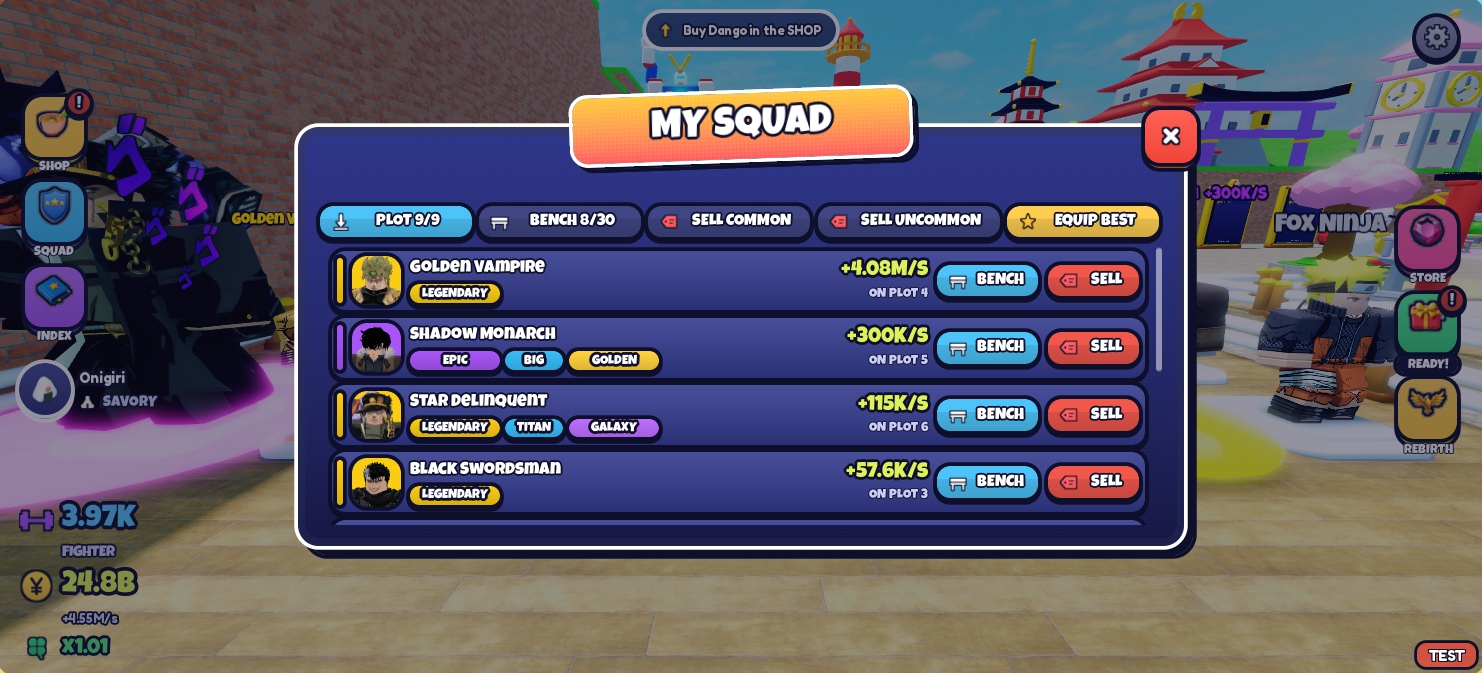 Buy Dango in the SHOP
MY SQUAD
PLOT 9/9
BENCH 8/30
SELL COMMON
SELL UNCOMMON
EQUIP BEST
GOLDEN VAMPIRE
LEGENDARY
+4.08M/S
ON PLOT 4
BENCH
SELL
SHADOW MONARCH
EPIC
BIG
GOLDEN
+300K/S
ON PLOT 5
BENCH
SELL
STAR DELINQUENT
LEGENDARY
TITAN
GALAXY
+115K/S
ON PLOT 6
BENCH
SELL
BLACK SWORDSMAN
LEGENDARY
+57.6K/S
ON PLOT 3
BENCH
SELL
!
SHOP
SQUAD
INDEX
Onigiri
SAVORY
GOLDEN V
ゴ
ゴ
ゴ
3.97K
FIGHTER
¥
24.8B
+4.55M/s
X1.01
+300K/S
FOX NINJA
STORE
!
READY!
REBIRTH
TEST